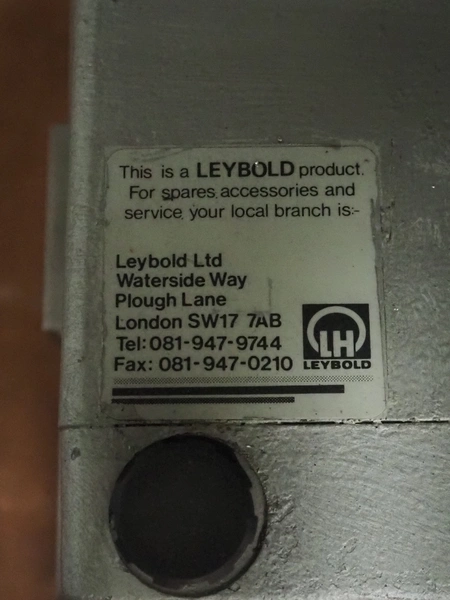 This is a LEYBOLD product.
For spares, accessories and
service, your local branch is:-
Leybold Ltd
Waterside Way
Plough Lane
London SW17 7AB
Tel: 081-947-9744
Fax: 081-947-0210
LH
LEYBOLD